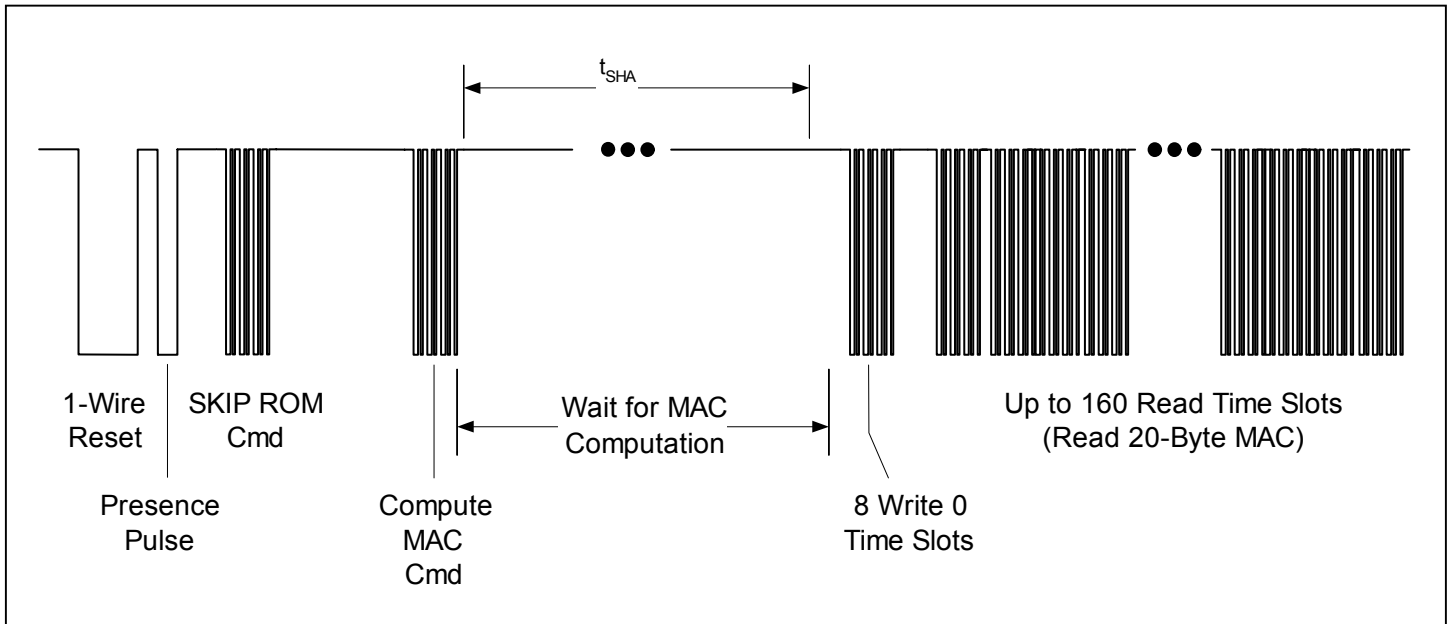 tSHA
1-Wire
Reset
SKIP ROM
Cmd
Wait for MAC
Computation
Up to 160 Read Time Slots
(Read 20-Byte MAC)
Presence
Pulse
Compute
MAC
Cmd
8 Write 0
Time Slots